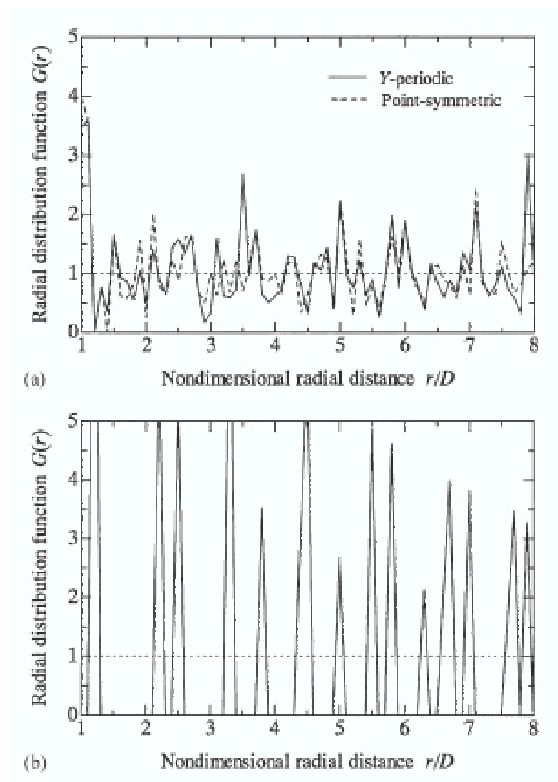 Radial distribution function G(r)
5
4
3
2
1
0
Y-periodic
Point-symmetric
1 2 3 4 5 6 7 8
(a) Nondimensional radial distance r/D
Radial distribution function G(r)
5
4
3
2
1
0
1 2 3 4 5 6 7 8
(b) Nondimensional radial distance r/D